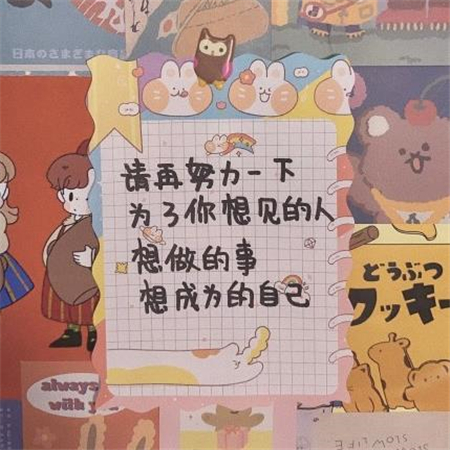 日本のさまざまな
请再努力一下
为了你想见的人
想做的事
想成为的自己
どうぶつ
クッキー
always
with
SLOW LIFE